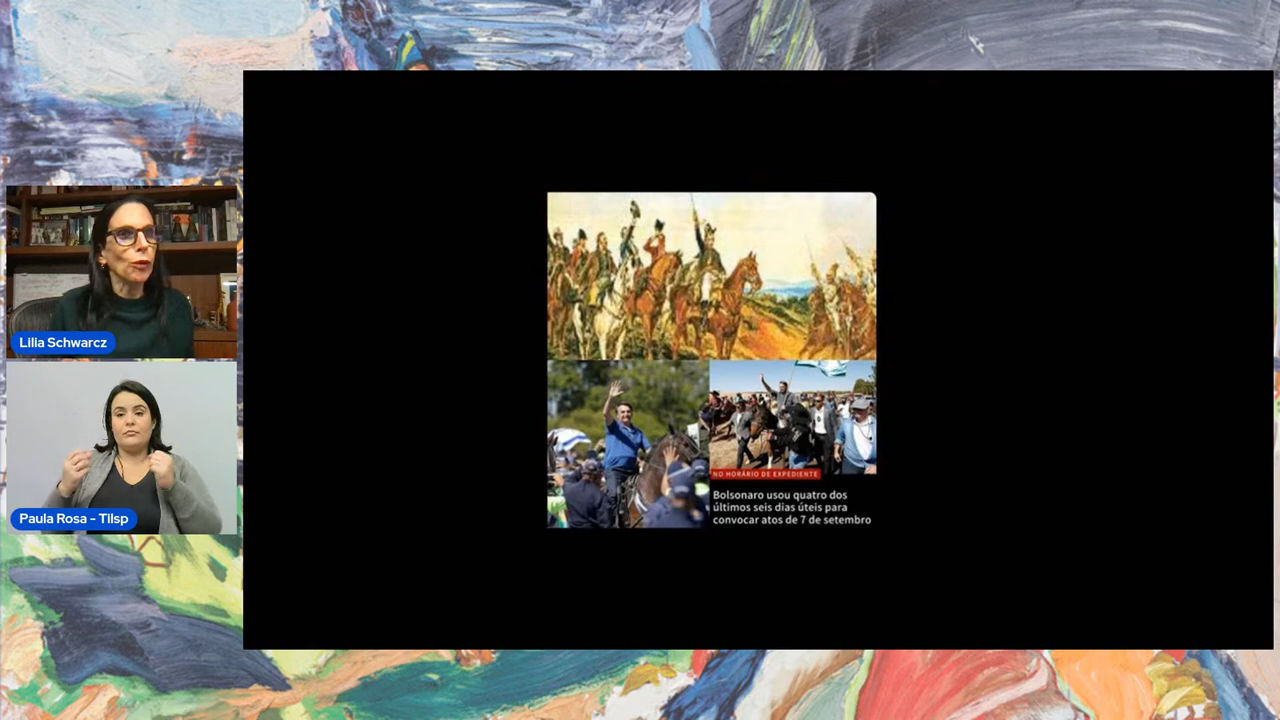 Lilia Schwarcz
Paula Rosa - Tilsp
NO HORÁRIO DE EXPEDIENTE
Bolsonaro usou quatro dos
últimos seis dias úteis para
convocar atos de 7 de setembro